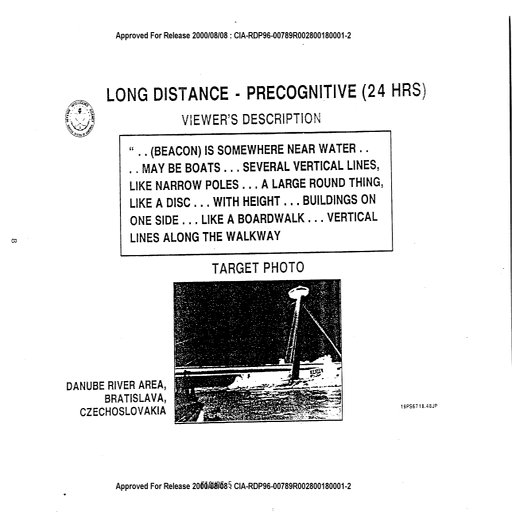 Approved For Release 2000/08/08 : CIA-RDP96-00789R002800180001-2
LONG DISTANCE - PRECOGNITIVE (24 HRS)
VIEWER'S DESCRIPTION
" . . (BEACON) IS SOMEWHERE NEAR WATER . .
. . MAY BE BOATS . . . SEVERAL VERTICAL LINES,
LIKE NARROW POLES . . . A LARGE ROUND THING,
LIKE A DISC . . . WITH HEIGHT . . . BUILDINGS ON
ONE SIDE . . . LIKE A BOARDWALK . . . VERTICAL
LINES ALONG THE WALKWAY
8
TARGET PHOTO
DANUBE RIVER AREA,
BRATISLAVA,
CZECHOSLOVAKIA
Approved For Release 2000/08/08 : CIA-RDP96-00789R002800180001-2